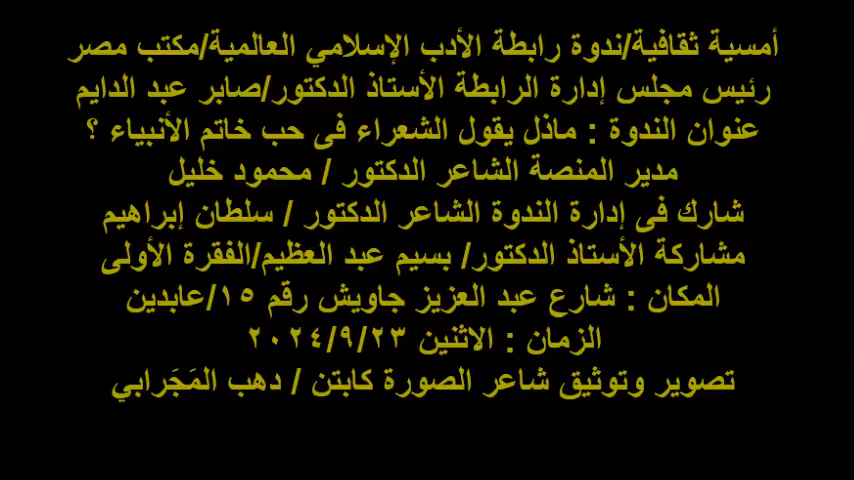 أمسية ثقافية/ندوة رابطة الأدب الإسلامي العالمية/مكتب مصر
رئيس مجلس إدارة الرابطة الأستاذ الدكتور/صابر عبد الدايم
عنوان الندوة : ماذل يقول الشعراء فى حب خاتم الأنبياء ؟
مدير المنصة الشاعر الدكتور / محمود خليل
شارك فى إدارة الندوة الشاعر الدكتور / سلطان إبراهيم
مشاركة الأستاذ الدكتور/ بسيم عبد العظيم/الفقرة الأولى
المكان : شارع عبد العزيز جاويش رقم ١٥/عابدين
الزمان : الاثنين ٢٠٢٤/٩/٢٣
تصوير وتوثيق شاعر الصورة كابتن / دهب المَجَرابي